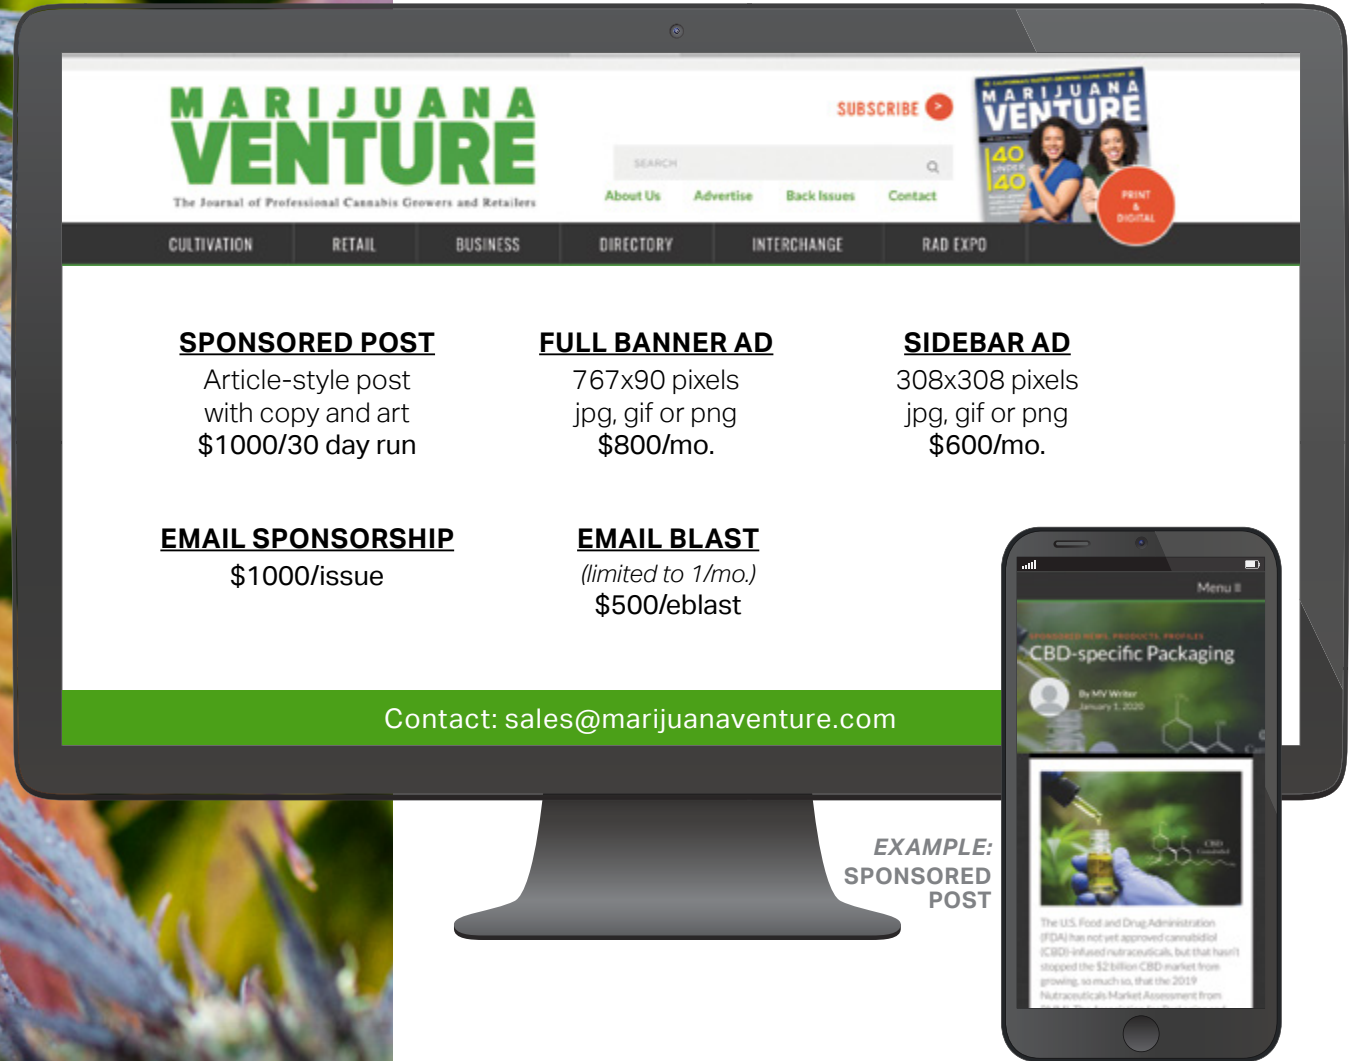 MARIJUANA
VENTURE
The Journal of Professional Cannabis Growers and Retailers
SUBSCRIBE >
SEARCH
About Us Advertise Back Issues Contact
MARIJUANA
VENTURE
40
UNDER
40
PRINT
&
DIGITAL
CULTIVATION RETAIL BUSINESS DIRECTORY INTERCHANGE RAD EXPO
SPONSORED POST
Article-style post
with copy and art
$1000/30 day run
FULL BANNER AD
767x90 pixels
jpg, gif or png
$800/mo.
SIDEBAR AD
308x308 pixels
jpg, gif or png
$600/mo.
EMAIL SPONSORSHIP
$1000/issue
EMAIL BLAST
(limited to 1/mo.)
$500/eblast
Contact: sales@marijuanaventure.com
EXAMPLE:
SPONSORED
POST
Menu
SPONSORED NEWS, PRODUCTS, PROFILES
CBD-specific Packaging
By MV Writer
January 1, 2020
CBD
Cannabidiol
The U.S. Food and Drug Administration
(FDA) has not yet approved cannabidiol
(CBD)-infused nutraceuticals, but that hasn't
stopped the $2 billion CBD market from
growing, so much so, that the 2019
Nutraceuticals Market Assessment from